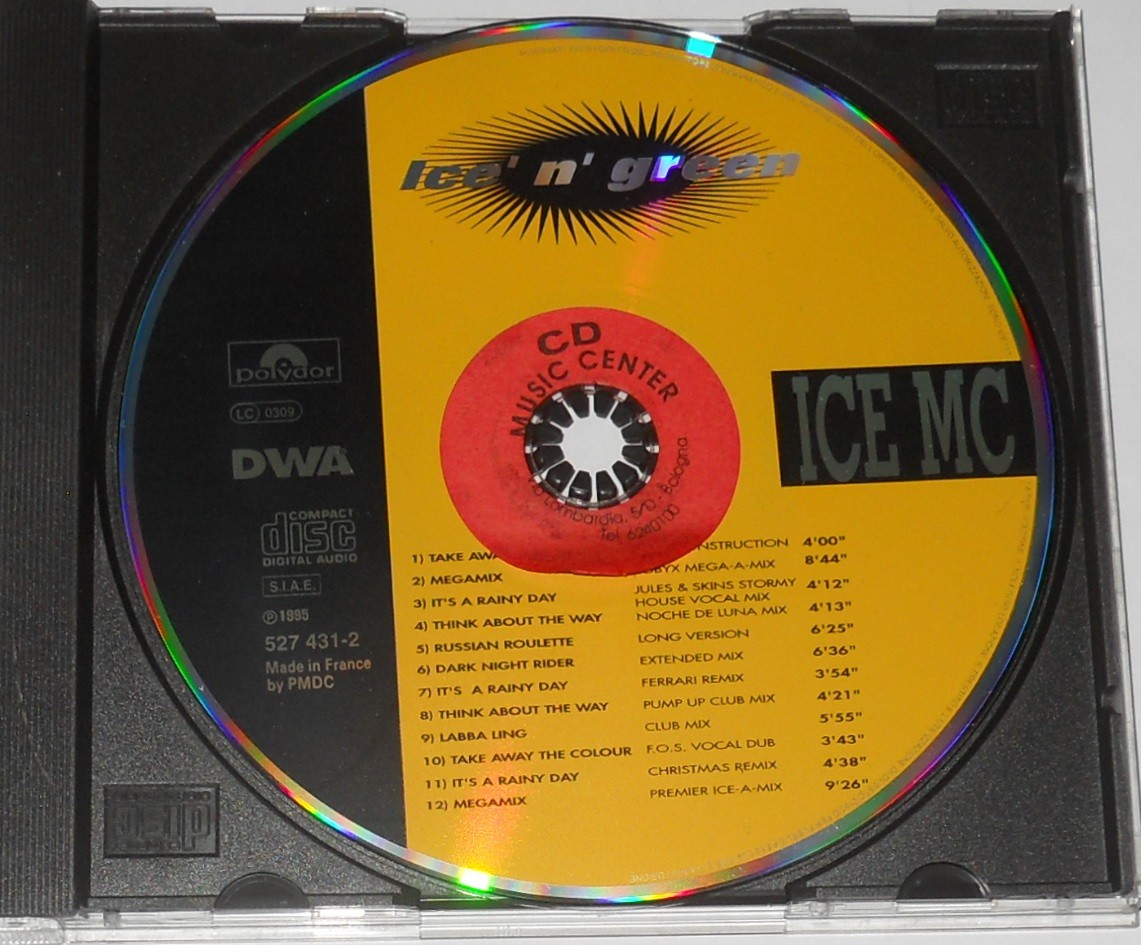 Ice' n' green
CD
MUSIC CENTER
Lombardia, 5/D - Bologna
Tel. 6240100
polydor
LC 0309
DWA
COMPACT
disc
DIGITAL AUDIO
S.I.A.E.
℗ 1995
527 431-2
Made in France
by PMDC
ICE MC
1) TAKE 4'00"
2) MEGAMIX MEGA-A-MIX 8'44"
3) IT'S A RAINY DAY JULES & SKINS STORMY 4'12"
HOUSE VOCAL MIX
4) THINK ABOUT THE WAY NOCHE DE LUNA MIX 4'13"
5) RUSSIAN ROULETTE LONG VERSION 6'25"
6) DARK NIGHT RIDER EXTENDED MIX 6'36"
7) IT'S A RAINY DAY FERRARI REMIX 3'54"
8) THINK ABOUT THE WAY PUMP UP CLUB MIX 4'21"
9) LABBA LING CLUB MIX 5'55"
10) TAKE AWAY THE COLOUR F.O.S. VOCAL DUB 3'43"
11) IT'S A RAINY DAY CHRISTMAS REMIX 4'38"
12) MEGAMIX PREMIER ICE-A-MIX 9'26"